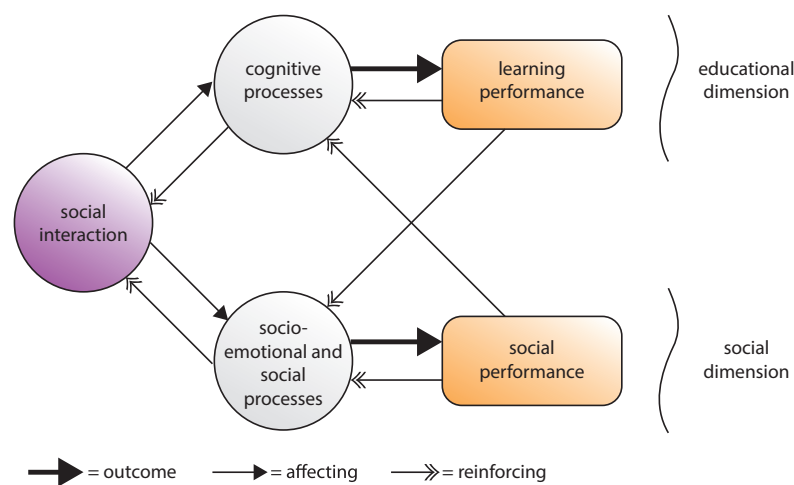 cognitive
processes
learning
performance
educational
dimension
social
interaction
socio-
emotional and
social
processes
social
performance
social
dimension
= outcome
= affecting
= reinforcing